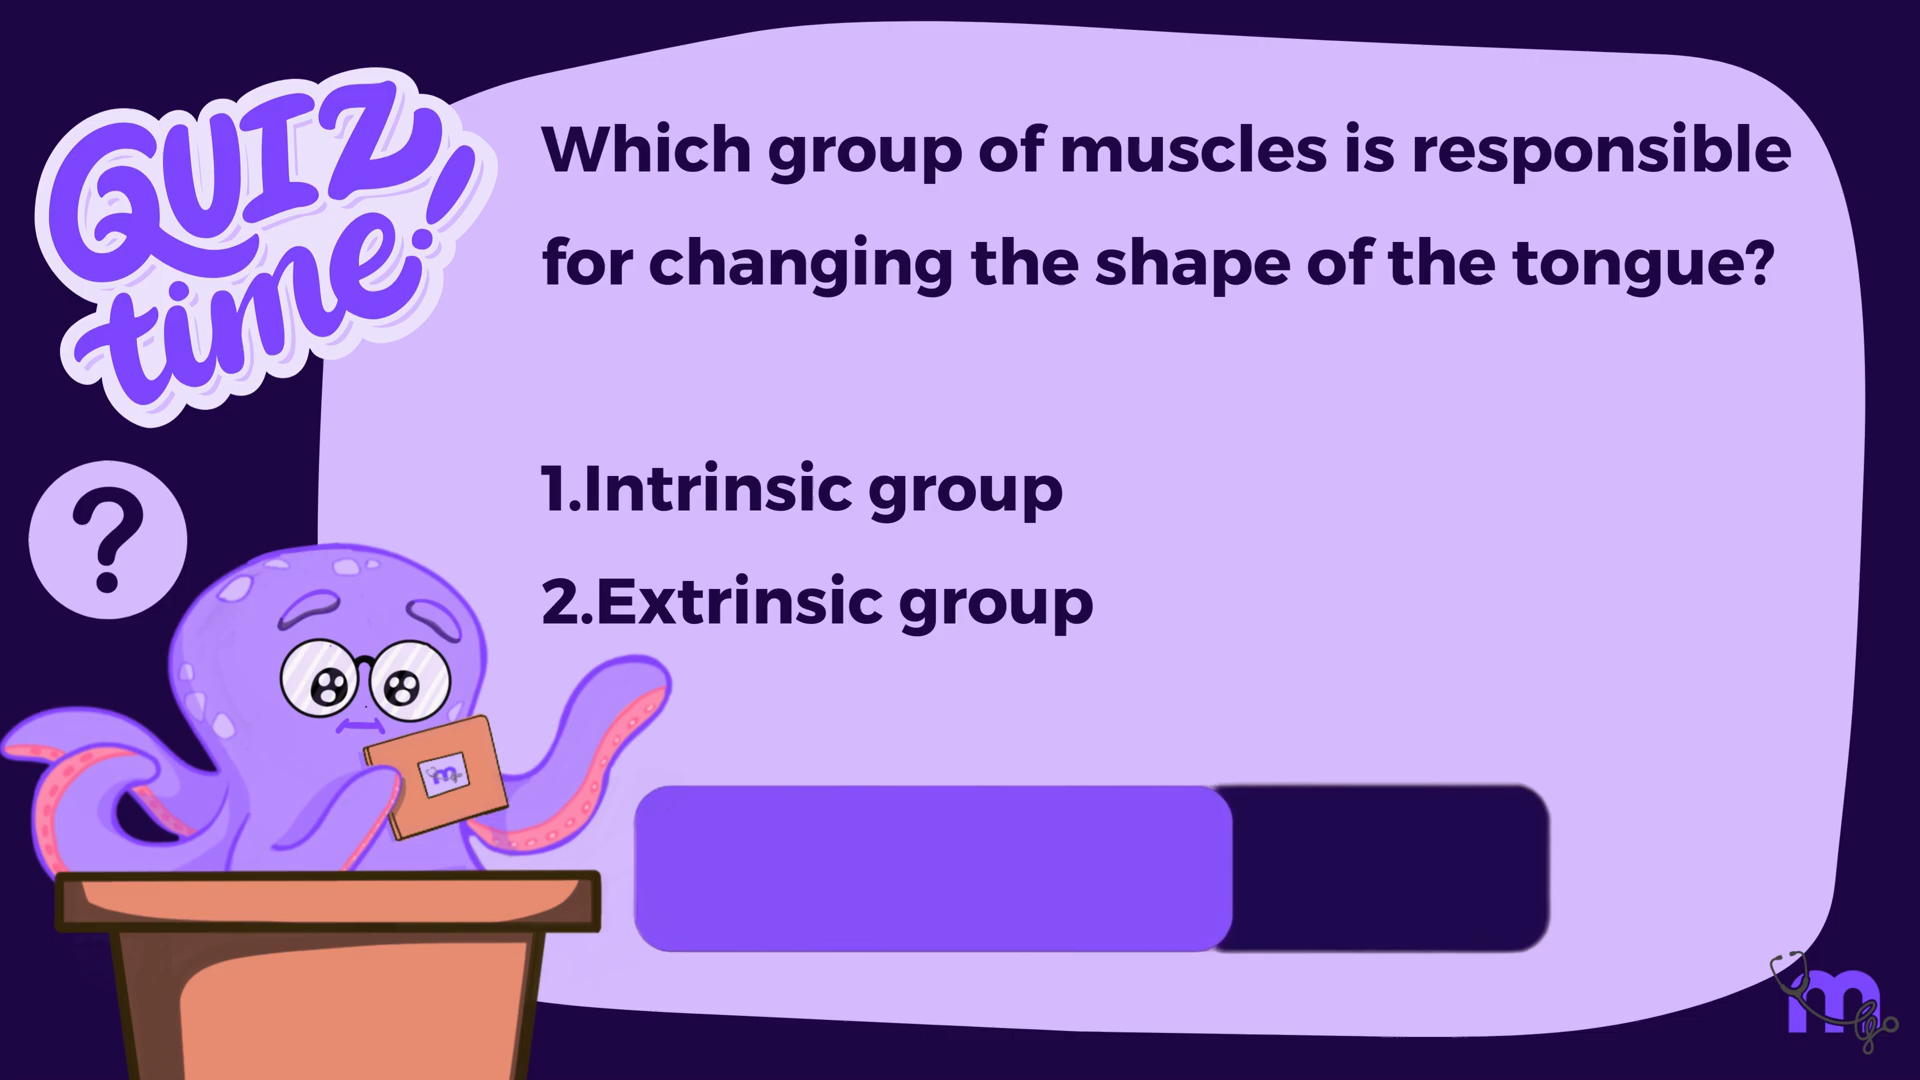 QUIZ
time!
Which group of muscles is responsible
for changing the shape of the tongue?
1.Intrinsic group
2.Extrinsic group
?
m
mgo